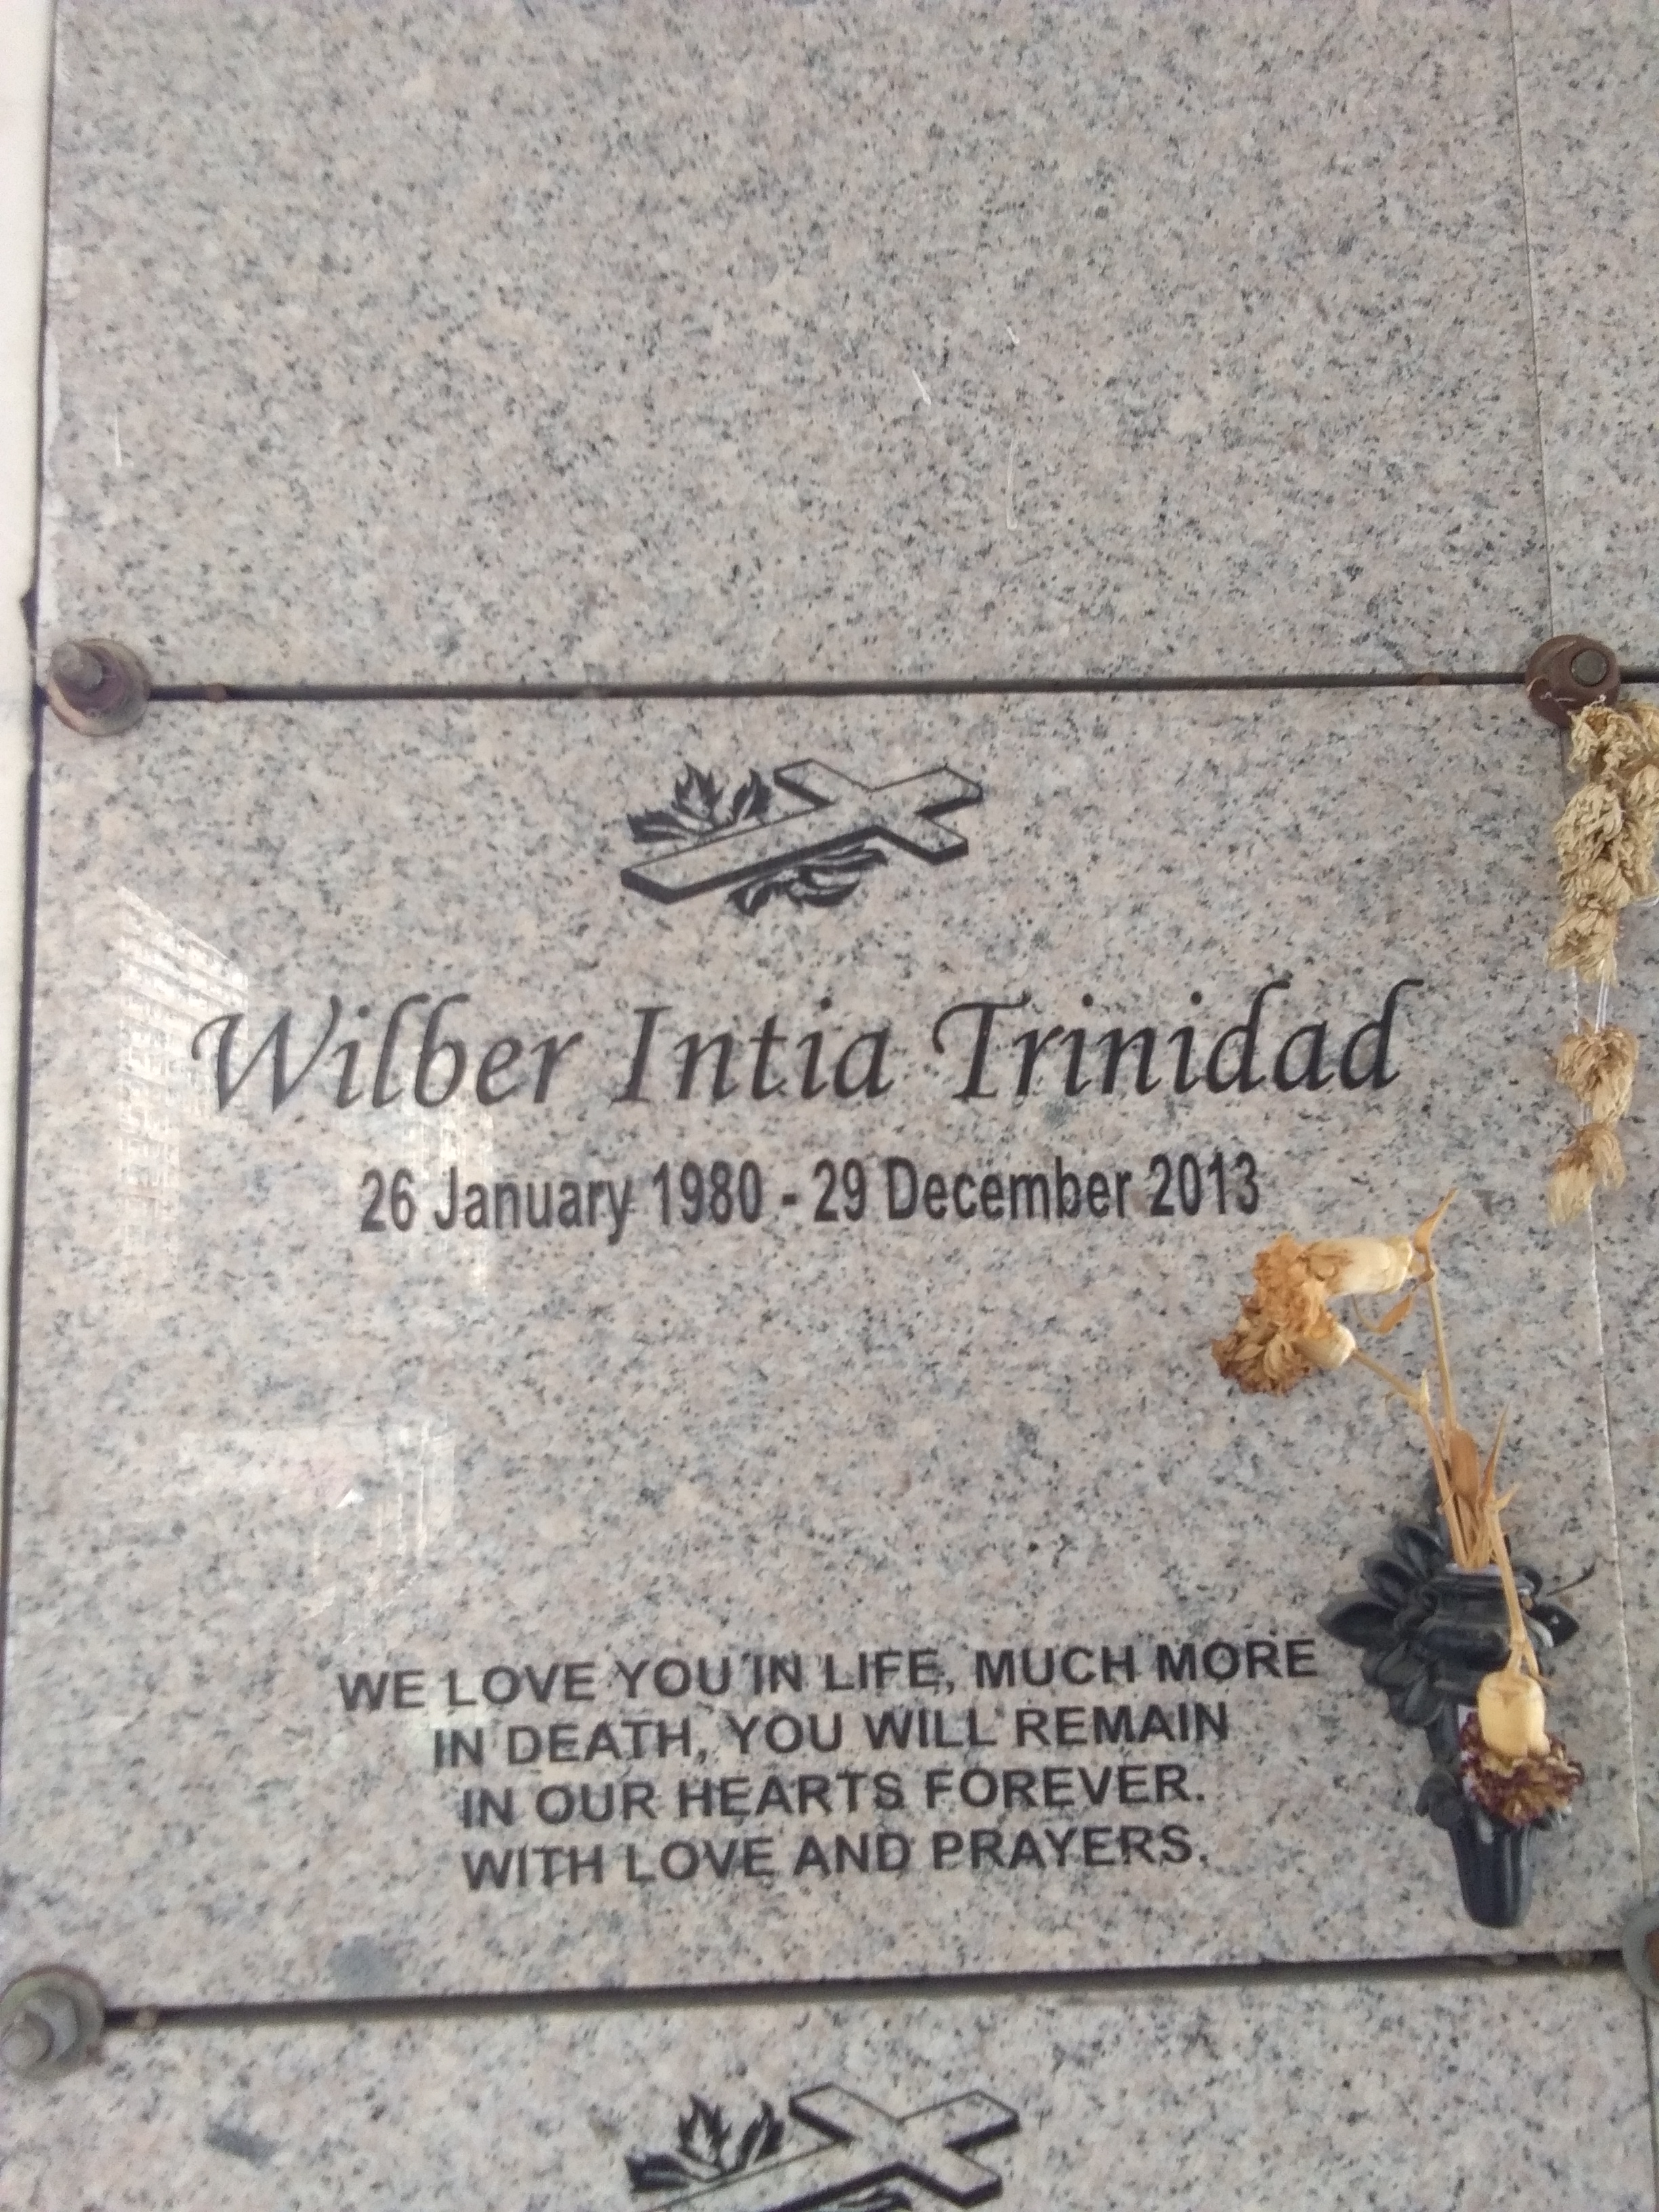 Wilber Intia Trinidad
26 January 1980 - 29 December 2013
WE LOVE YOU IN LIFE, MUCH MORE
IN DEATH, YOU WILL REMAIN
IN OUR HEARTS FOREVER.
WITH LOVE AND PRAYERS.